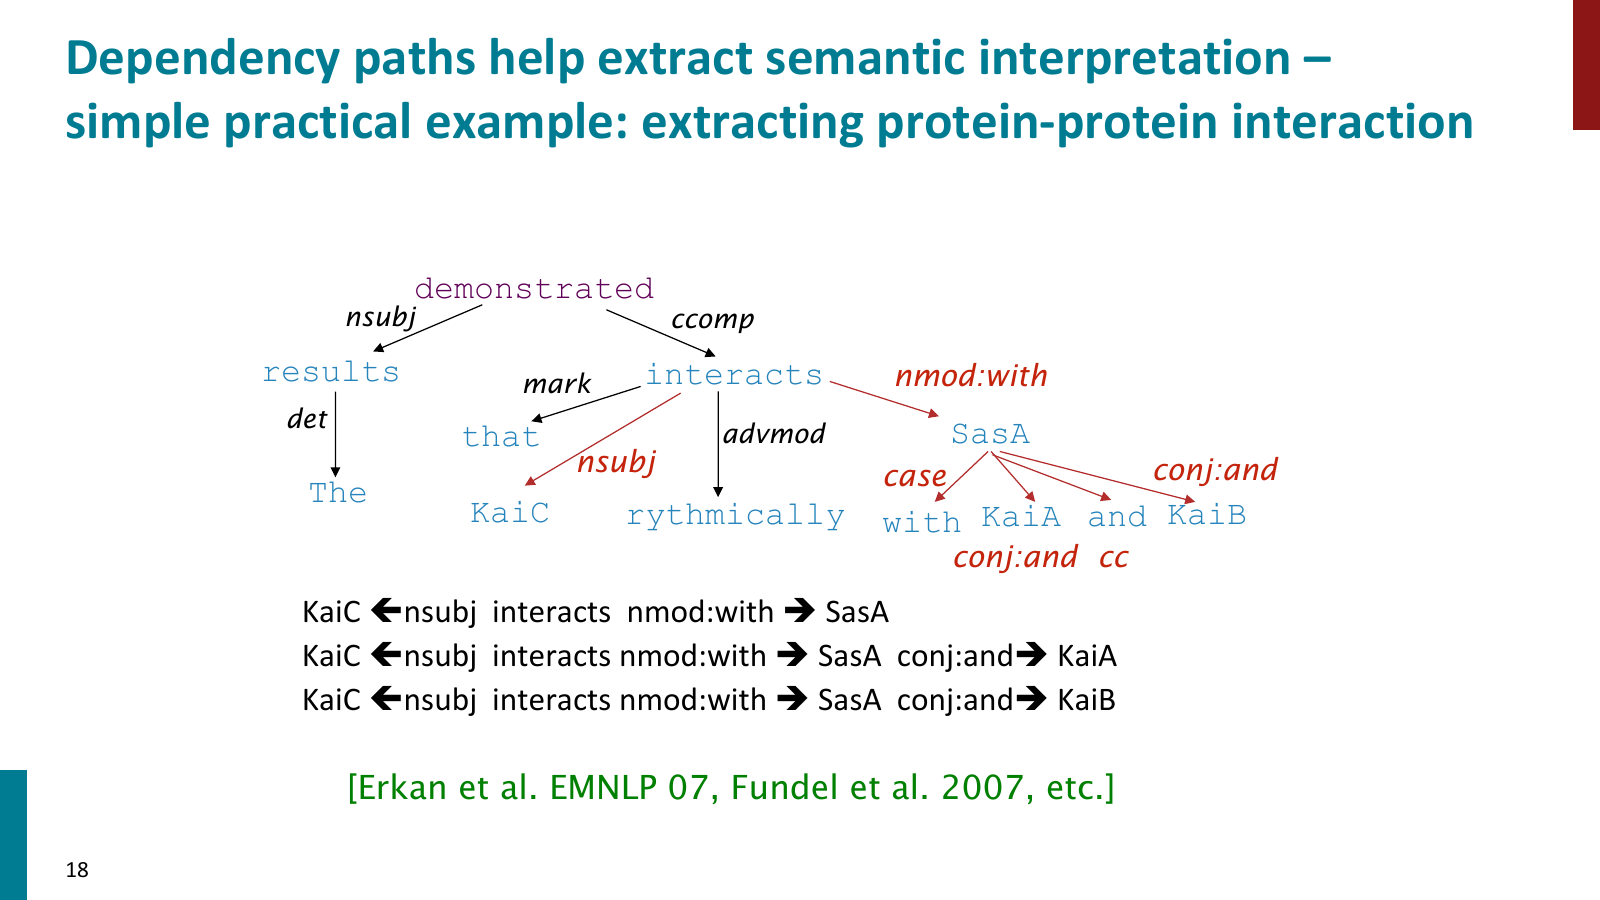 Dependency paths help extract semantic interpretation –
simple practical example: extracting protein-protein interaction
demonstrated
nsubj
ccomp
results
interacts
nmod:with
mark
det
that
advmod
SasA
nsubj
case
conj:and
The
KaiC
rythmically
with KaiA and KaiB
conj:and cc
KaiC 🡸nsubj interacts nmod:with 🡺 SasA
KaiC 🡸nsubj interacts nmod:with 🡺 SasA conj:and🡺 KaiA
KaiC 🡸nsubj interacts nmod:with 🡺 SasA conj:and🡺 KaiB
[Erkan et al. EMNLP 07, Fundel et al. 2007, etc.]
18